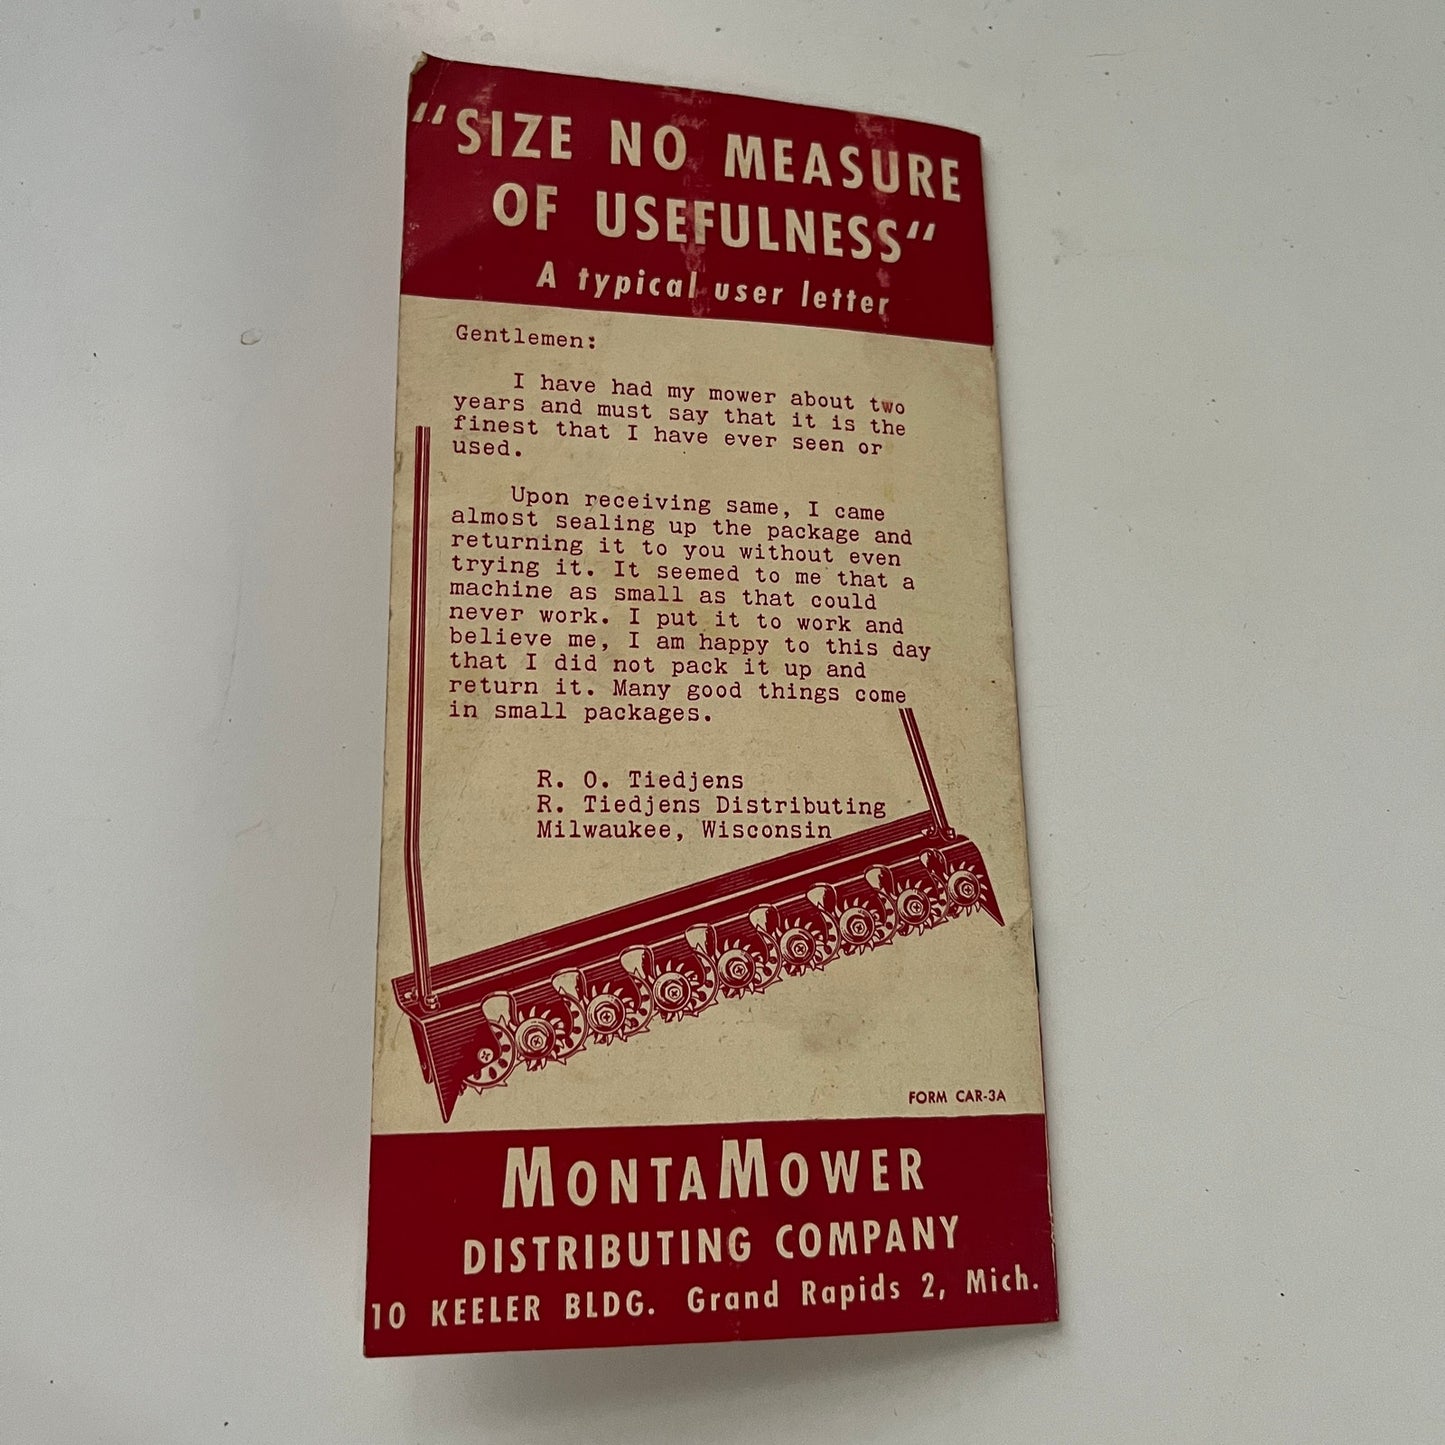 "SIZE NO MEASURE
OF USEFULNESS"
A typical user letter
Gentlemen:
I have had my mower about two
years and must say that it is the
finest that I have ever seen or
used.
Upon receiving same, I came
almost sealing up the package and
returning it to you without even
trying it. It seemed to me that a
machine as small as that could
never work. I put it to work and
believe me, I am happy to this day
that I did not pack it up and
return it. Many good things come
in small packages.
R. O. Tiedjens
R. Tiedjens Distributing
Milwaukee, Wisconsin
FORM CAR-3A
MONTAMOWER
DISTRIBUTING COMPANY
10 KEELER BLDG. Grand Rapids 2, Mich.